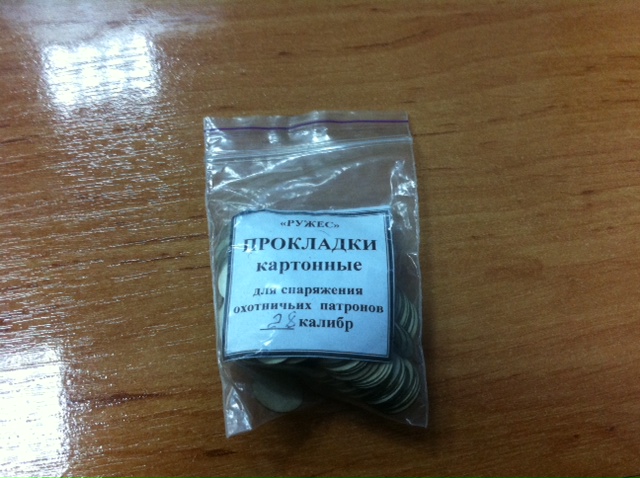 «РУЖЕС»
ПРОКЛАДКИ
картонные
для снаряжения
охотничьих патронов
28 калибр